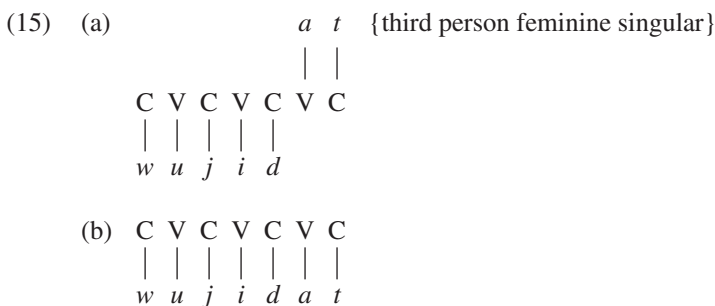 (15) (a) a t {third person feminine singular}
C V C V C V C
w u j i d
(b) C V C V C V C
w u j i d a t